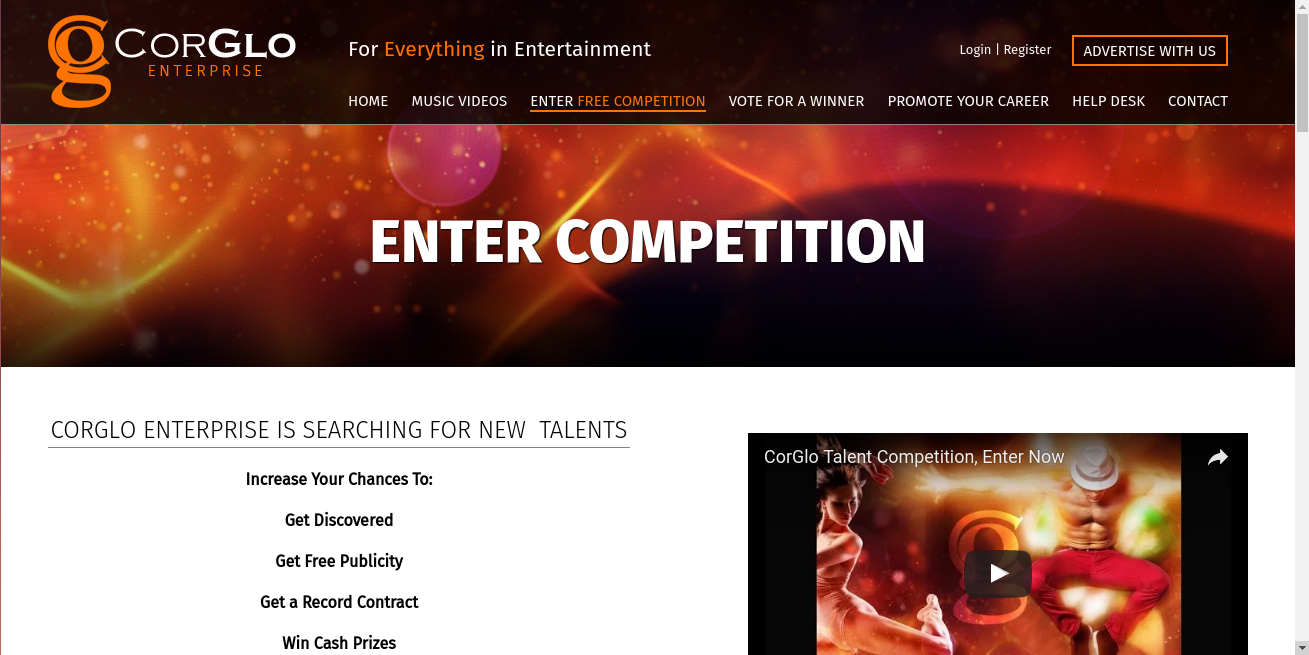 CORGLO
ENTERPRISE
For Everything in Entertainment
Login | Register
ADVERTISE WITH US
HOME MUSIC VIDEOS ENTER FREE COMPETITION VOTE FOR A WINNER PROMOTE YOUR CAREER HELP DESK CONTACT
ENTER COMPETITION
CORGLO ENTERPRISE IS SEARCHING FOR NEW TALENTS
Increase Your Chances To:
Get Discovered
Get Free Publicity
Get a Record Contract
Win Cash Prizes
CorGlo Talent Competition, Enter Now